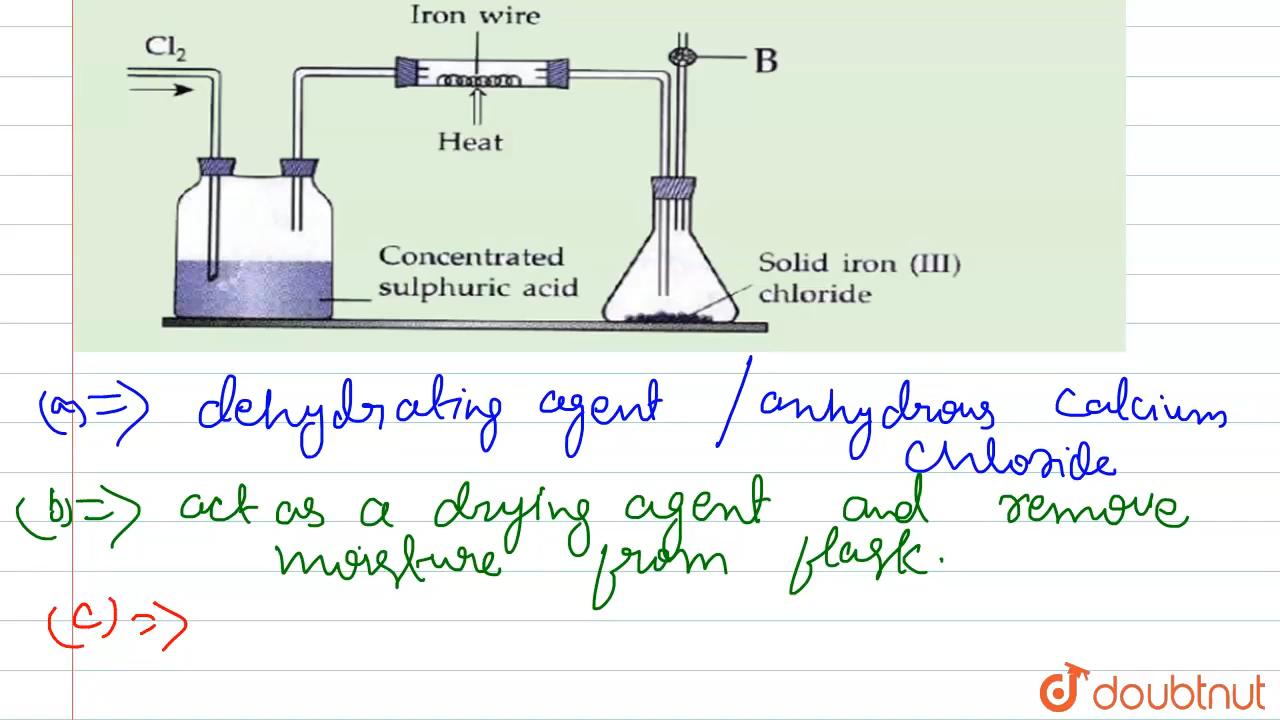 Iron wire
Cl2
B
Heat
Concentrated
sulphuric acid
Solid iron (III)
chloride
(a) => dehydrating agent / anhydrous calcium
chloride
(b) => act as a drying agent and remove
moisture from flask.
(c) =>
doubtnut